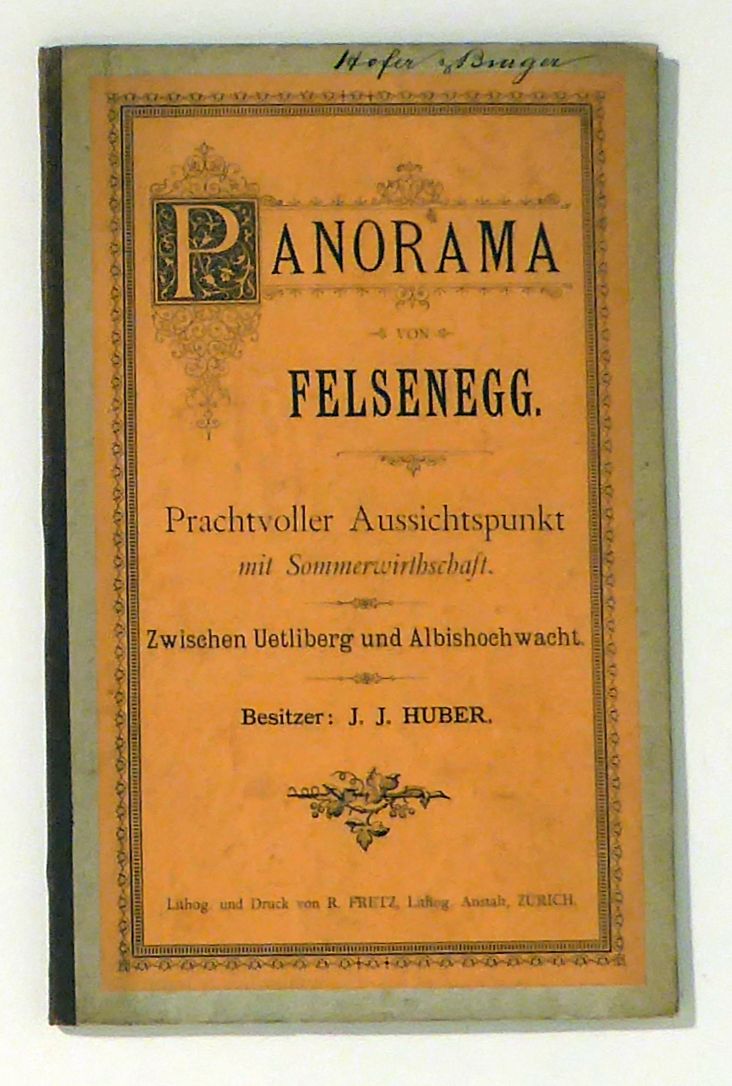 Hofer & Burger
PANORAMA
VON
FELSENEGG.
Prachtvoller Aussichtspunkt
mit Sommerwirthschaft.
Zwischen Uetliberg und Albishochwacht.
Besitzer: J. J. HUBER.
Lithog. und Druck von R. FRETZ, Lithog. Anstalt, ZÜRICH.